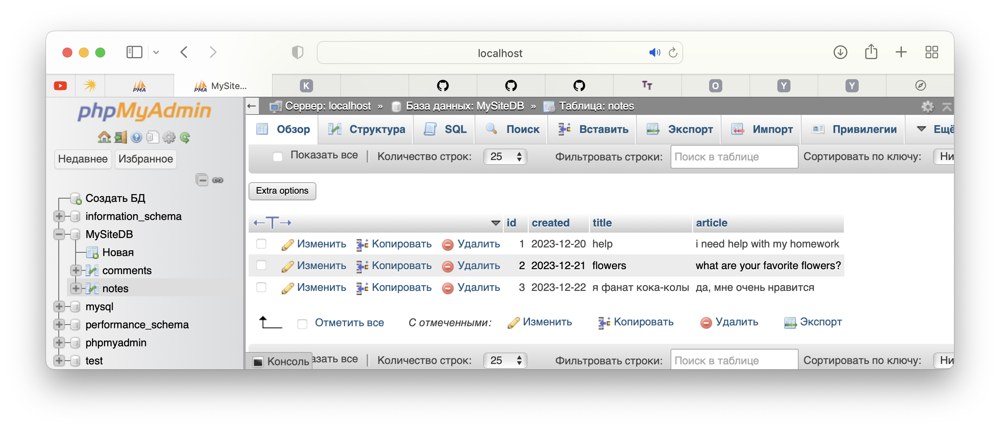 localhost
PMA
PMA MySite...
K
TT
O
Y
Y
phpMyAdmin
Недавнее Избранное
Создать БД
information_schema
MySiteDB
Новая
comments
notes
mysql
performance_schema
phpmyadmin
test
Сервер: localhost » База данных: MySiteDB » Таблица: notes
Обзор Структура SQL Поиск Вставить Экспорт Импорт Привилегии Ещё
Показать все | Количество строк: 25 Фильтровать строки: Поиск в таблице Сортировать по ключу: Ни
Extra options
←T→ id created title article
Изменить Копировать Удалить 1 2023-12-20 help i need help with my homework
Изменить Копировать Удалить 2 2023-12-21 flowers what are your favorite flowers?
Изменить Копировать Удалить 3 2023-12-22 я фанат кока-колы да, мне очень нравится
Отметить все С отмеченными: Изменить Копировать Удалить Экспорт
Консоль азать все | Количество строк: 25 Фильтровать строки: Поиск в таблице Сортировать по ключу: Ни